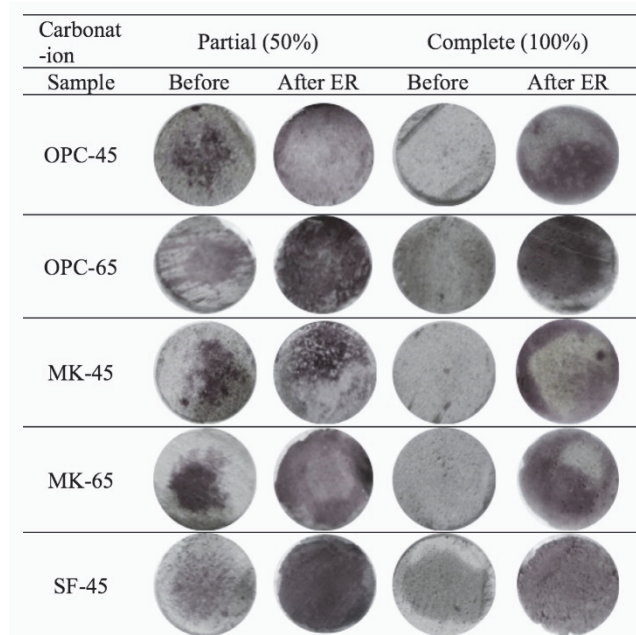 Carbonat
-ion
Partial (50%)
Complete (100%)
Sample
Before
After ER
Before
After ER
OPC-45
OPC-65
MK-45
MK-65
SF-45